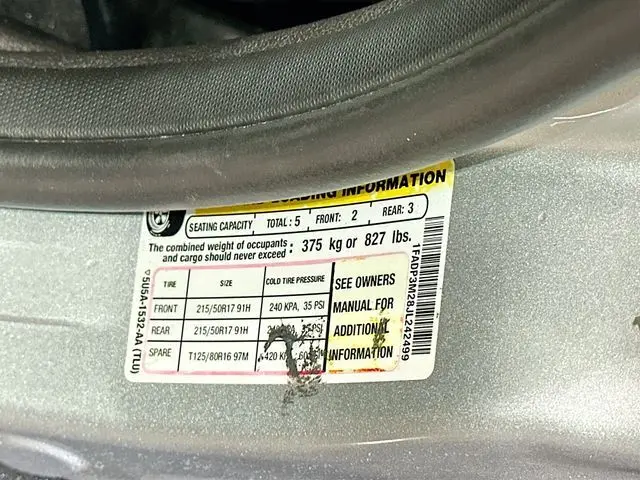 LOADING INFORMATION
SEATING CAPACITY TOTAL: 5 FRONT: 2 REAR: 3
The combined weight of occupants and cargo should never exceed : 375 kg or 827 lbs.
TIRE SIZE COLD TIRE PRESSURE
FRONT 215/50R17 91H 240 KPA, 35 PSI
REAR 215/50R17 91H
SPARE T125/80R16 97M 420
SEE OWNERS
MANUAL FOR
ADDITIONAL
INFORMATION
1FADP3M28JL242499
5U5A-1532-AA (TLU)